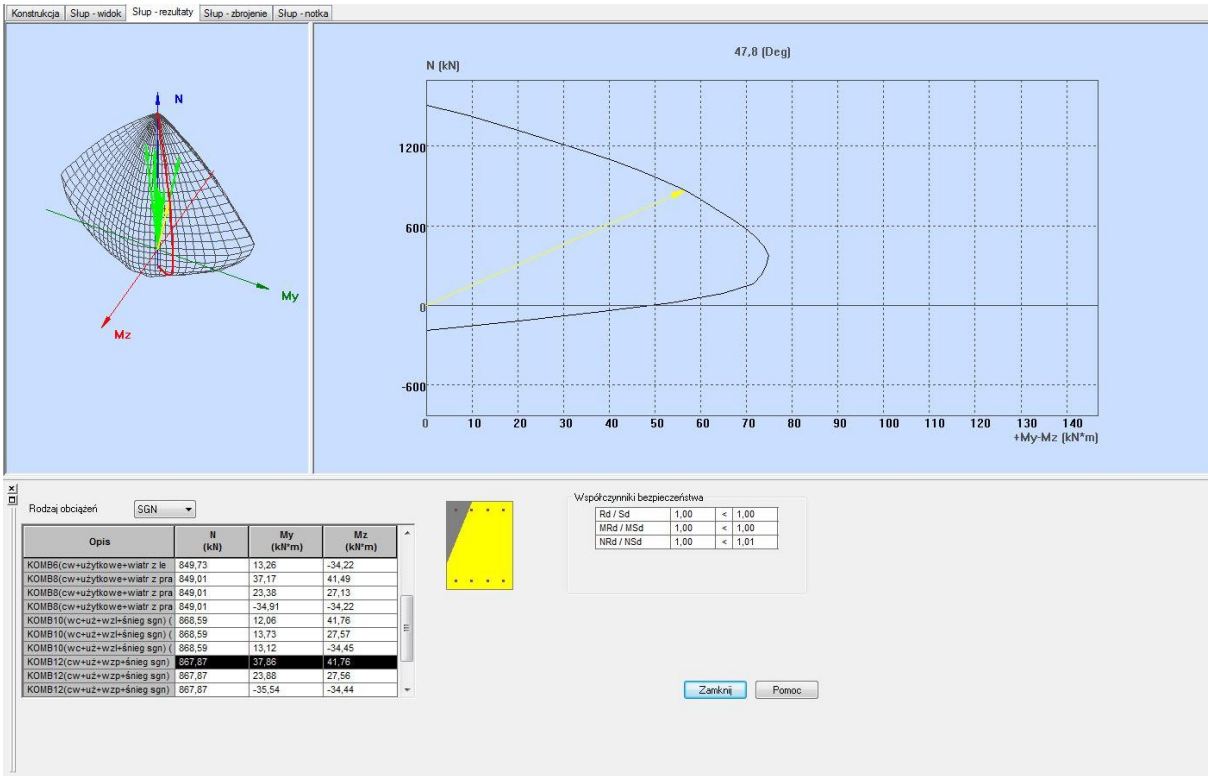 Konstrukcja Słup - widok Słup - rezultaty Słup - zbrojenie Słup - notka
N
My
Mz
47,8 (Deg)
N (kN)
1200
600
0
-600
0 10 20 30 40 50 60 70 80 90 100 110 120 130 140
+My-Mz (kN*m)
Rodzaj obciążeń SGN
Opis N (kN) My (kN*m) Mz (kN*m)
KOMB6(cw+użytkowe+wiatr z le 849,73 13,26 -34,22
KOMB8(cw+użytkowe+wiatr z pra 849,01 37,17 41,49
KOMB8(cw+użytkowe+wiatr z pra 849,01 23,38 27,13
KOMB8(cw+użytkowe+wiatr z pra 849,01 -34,91 -34,22
KOMB10(wc+uż+wzl+śnieg sgn) ( 868,59 12,06 41,76
KOMB10(wc+uż+wzl+śnieg sgn) ( 868,59 13,73 27,57
KOMB10(wc+uż+wzl+śnieg sgn) ( 868,59 13,12 -34,45
KOMB12(cw+uż+wzp+śnieg sgn) 867,87 37,86 41,76
KOMB12(cw+uż+wzp+śnieg sgn) 867,87 23,88 27,56
KOMB12(cw+uż+wzp+śnieg sgn) 867,87 -35,54 -34,44
Współczynniki bezpieczeństwa
Rd / Sd 1,00 < 1,00
MRd / MSd 1,00 < 1,00
NRd / NSd 1,00 < 1,01
Zamknij Pomoc